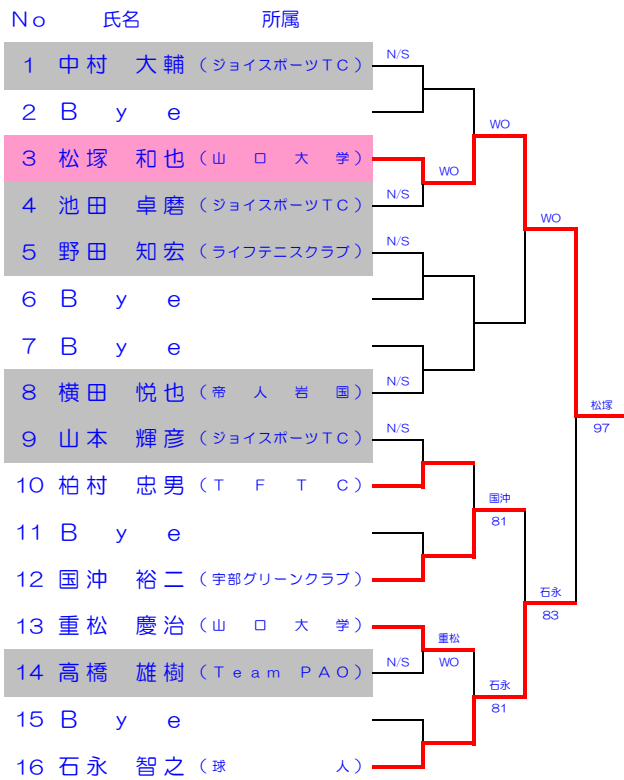 No 氏名 所属
1 中村 大輔 (ジョイスポーツTC) N/S
2 Bye
WO
3 松塚 和也 (山口大学)
WO
4 池田 卓磨 (ジョイスポーツTC) N/S
WO
5 野田 知宏 (ライフテニスクラブ) N/S
6 Bye
7 Bye
8 横田 悦也 (帝人岩国) N/S
松塚
97
9 山本 輝彦 (ジョイスポーツTC) N/S
10 柏村 忠男 (TFTC)
国沖
81
11 Bye
12 国沖 裕二 (宇部グリーンクラブ)
石永
83
13 重松 慶治 (山口大学)
重松
WO
14 高橋 雄樹 (Team PAO) N/S
石永
81
15 Bye
16 石永 智之 (球人)